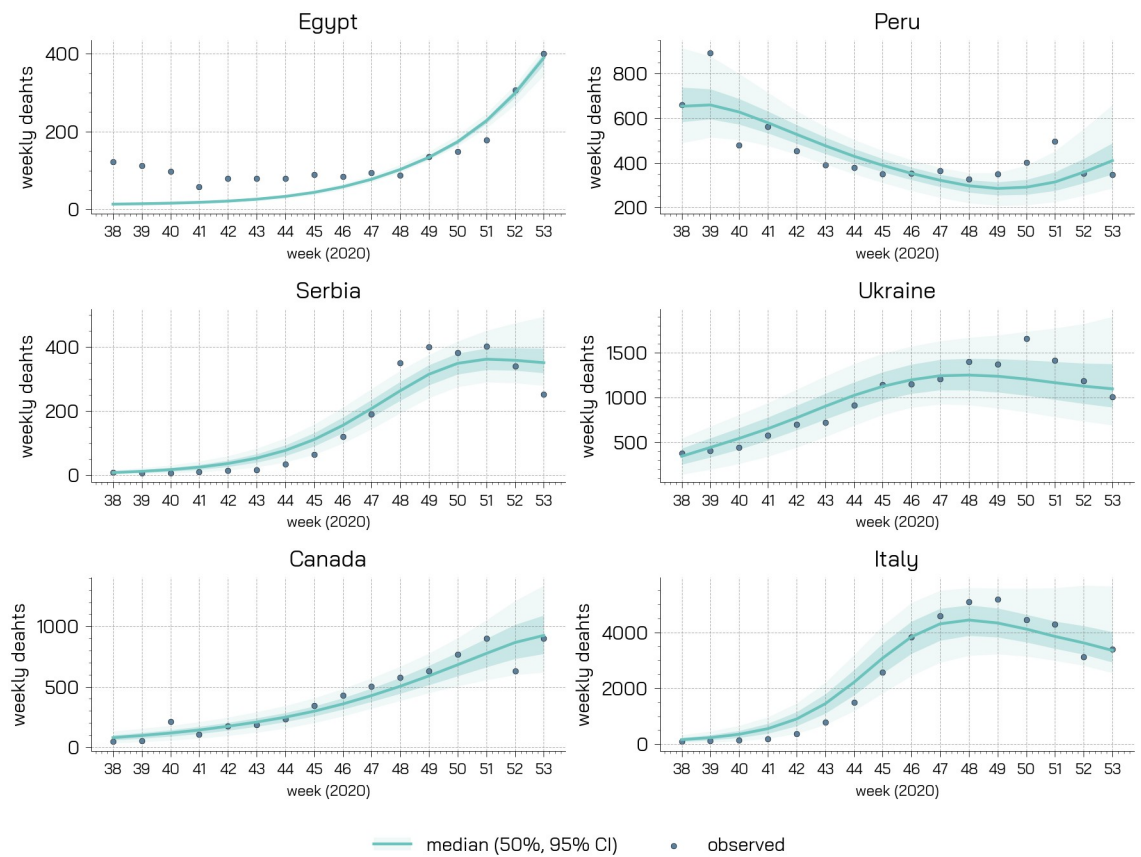 Egypt
Peru
weekly deahts
400
200
0
38 39 40 41 42 43 44 45 46 47 48 49 50 51 52 53
week (2020)
weekly deahts
800
600
400
200
38 39 40 41 42 43 44 45 46 47 48 49 50 51 52 53
week (2020)
Serbia
Ukraine
weekly deahts
400
200
0
38 39 40 41 42 43 44 45 46 47 48 49 50 51 52 53
week (2020)
weekly deahts
1500
1000
500
38 39 40 41 42 43 44 45 46 47 48 49 50 51 52 53
week (2020)
Canada
Italy
weekly deahts
1000
500
0
38 39 40 41 42 43 44 45 46 47 48 49 50 51 52 53
week (2020)
weekly deahts
4000
2000
0
38 39 40 41 42 43 44 45 46 47 48 49 50 51 52 53
week (2020)
median (50%, 95% CI)
observed